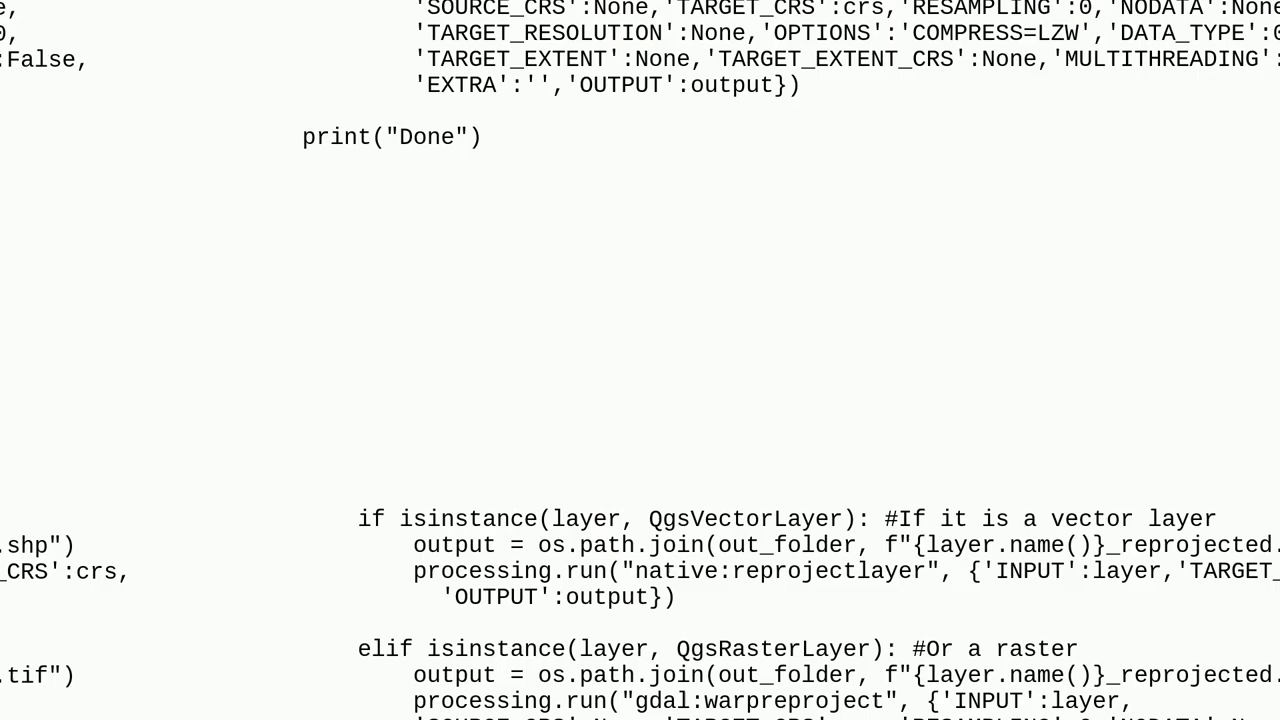 e, 'SOURCE_CRS':None,'TARGET_CRS':crs,'RESAMPLING':0,'NODATA':None
0, 'TARGET_RESOLUTION':None,'OPTIONS':'COMPRESS=LZW','DATA_TYPE':0
:False, 'TARGET_EXTENT':None,'TARGET_EXTENT_CRS':None,'MULTITHREADING':
'EXTRA':'','OUTPUT':output})
print("Done")
if isinstance(layer, QgsVectorLayer): #If it is a vector layer
.shp") output = os.path.join(out_folder, f"{layer.name()}_reprojected.
_CRS':crs, processing.run("native:reprojectlayer", {'INPUT':layer,'TARGET_
'OUTPUT':output})
elif isinstance(layer, QgsRasterLayer): #Or a raster
.tif") output = os.path.join(out_folder, f"{layer.name()}_reprojected.
processing.run("gdal:warpreproject", {'INPUT':layer,